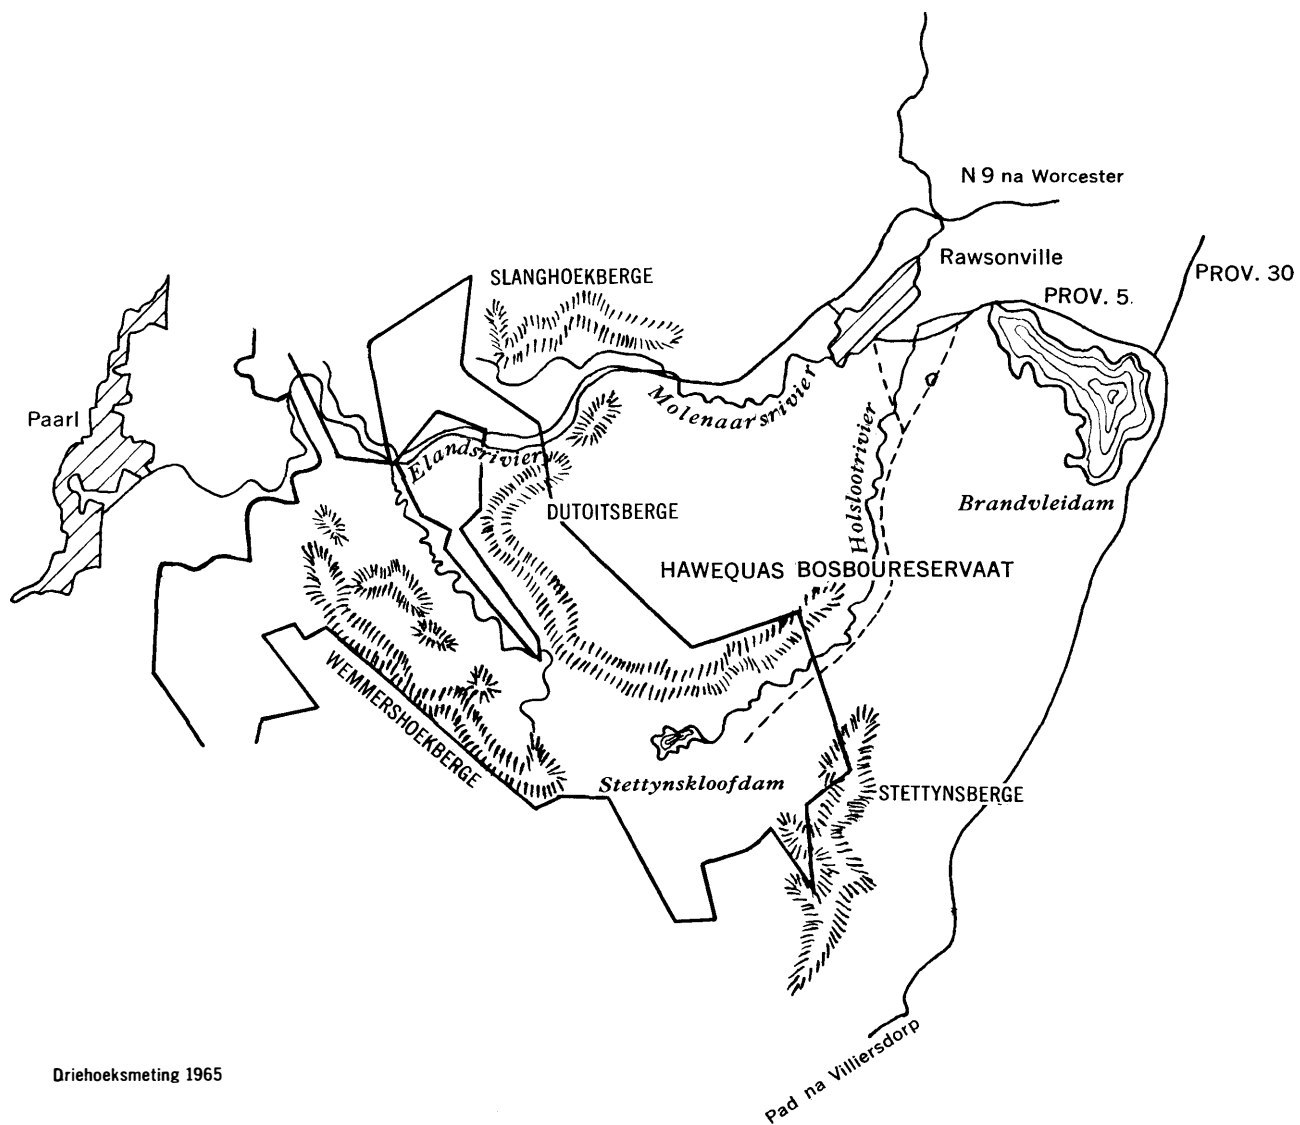 N 9 na Worcester
Rawsonville
PROV. 30
SLANGHOEKBERGE
PROV. 5.
Paarl
Molenaarsrivier
Elandsrivier
Holslootrivier
DUTOITSBERGE
Brandvleidam
HAWEQUAS BOSBOURESERVAAT
WEMMERSHOEKBERGE
Stettynskloofdam
STETTYNSBERGE
Pad na Villiersdorp
Driehoeksmeting 1965